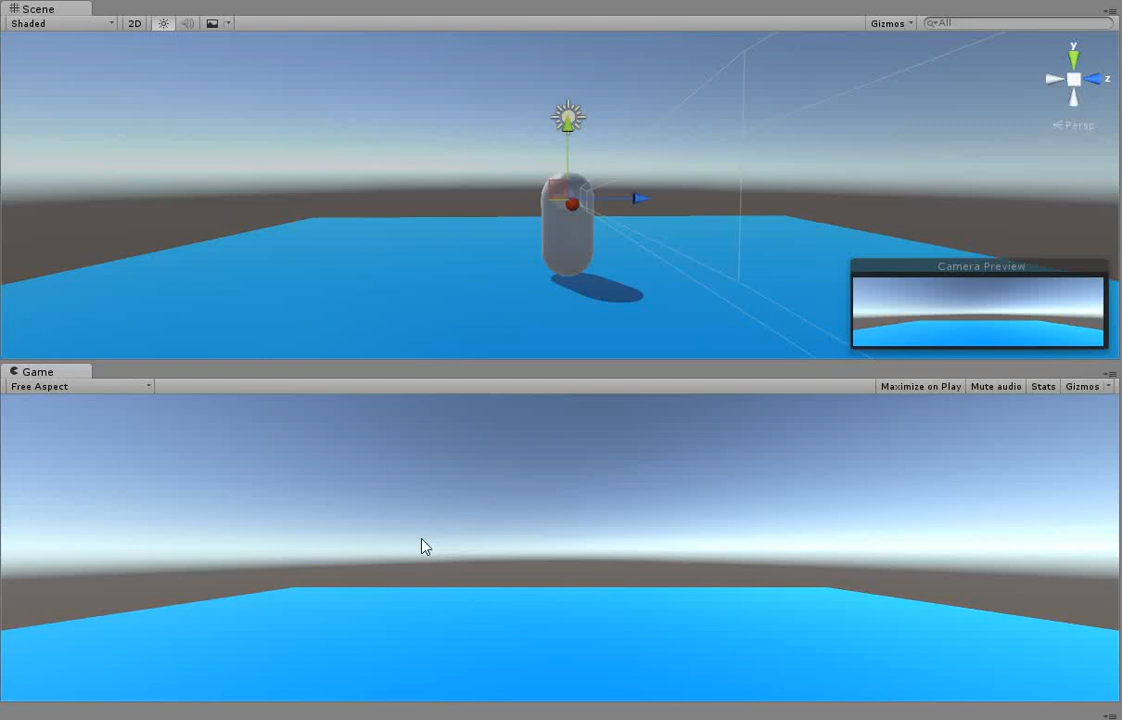 Scene
Shaded 2D Gizmos All
y
z
Persp
Camera Preview
Game
Free Aspect Maximize on Play Mute audio Stats Gizmos